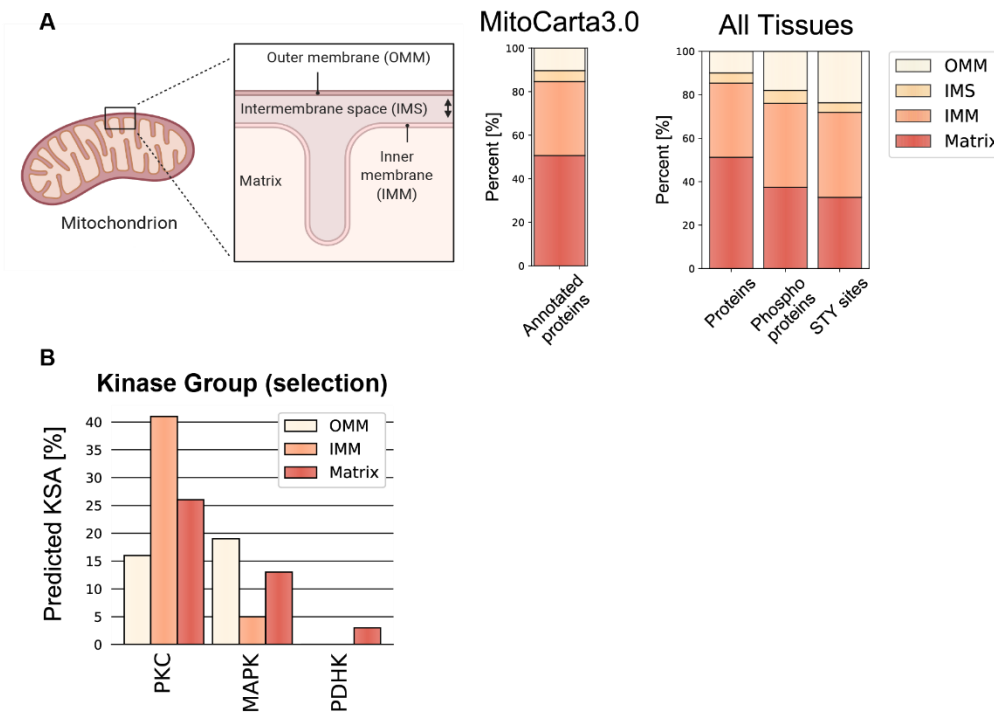 A
Outer membrane (OMM)
Intermembrane space (IMS)
Matrix
Inner
membrane
(IMM)
Mitochondrion
MitoCarta3.0
Percent [%]
100
80
60
40
20
0
Annotated
proteins
All Tissues
Percent [%]
100
80
60
40
20
0
Proteins
Phospho
proteins
STY sites
OMM
IMS
IMM
Matrix
B
Kinase Group (selection)
Predicted KSA [%]
40
35
30
25
20
15
10
5
0
OMM
IMM
Matrix
PKC
MAPK
PDHK